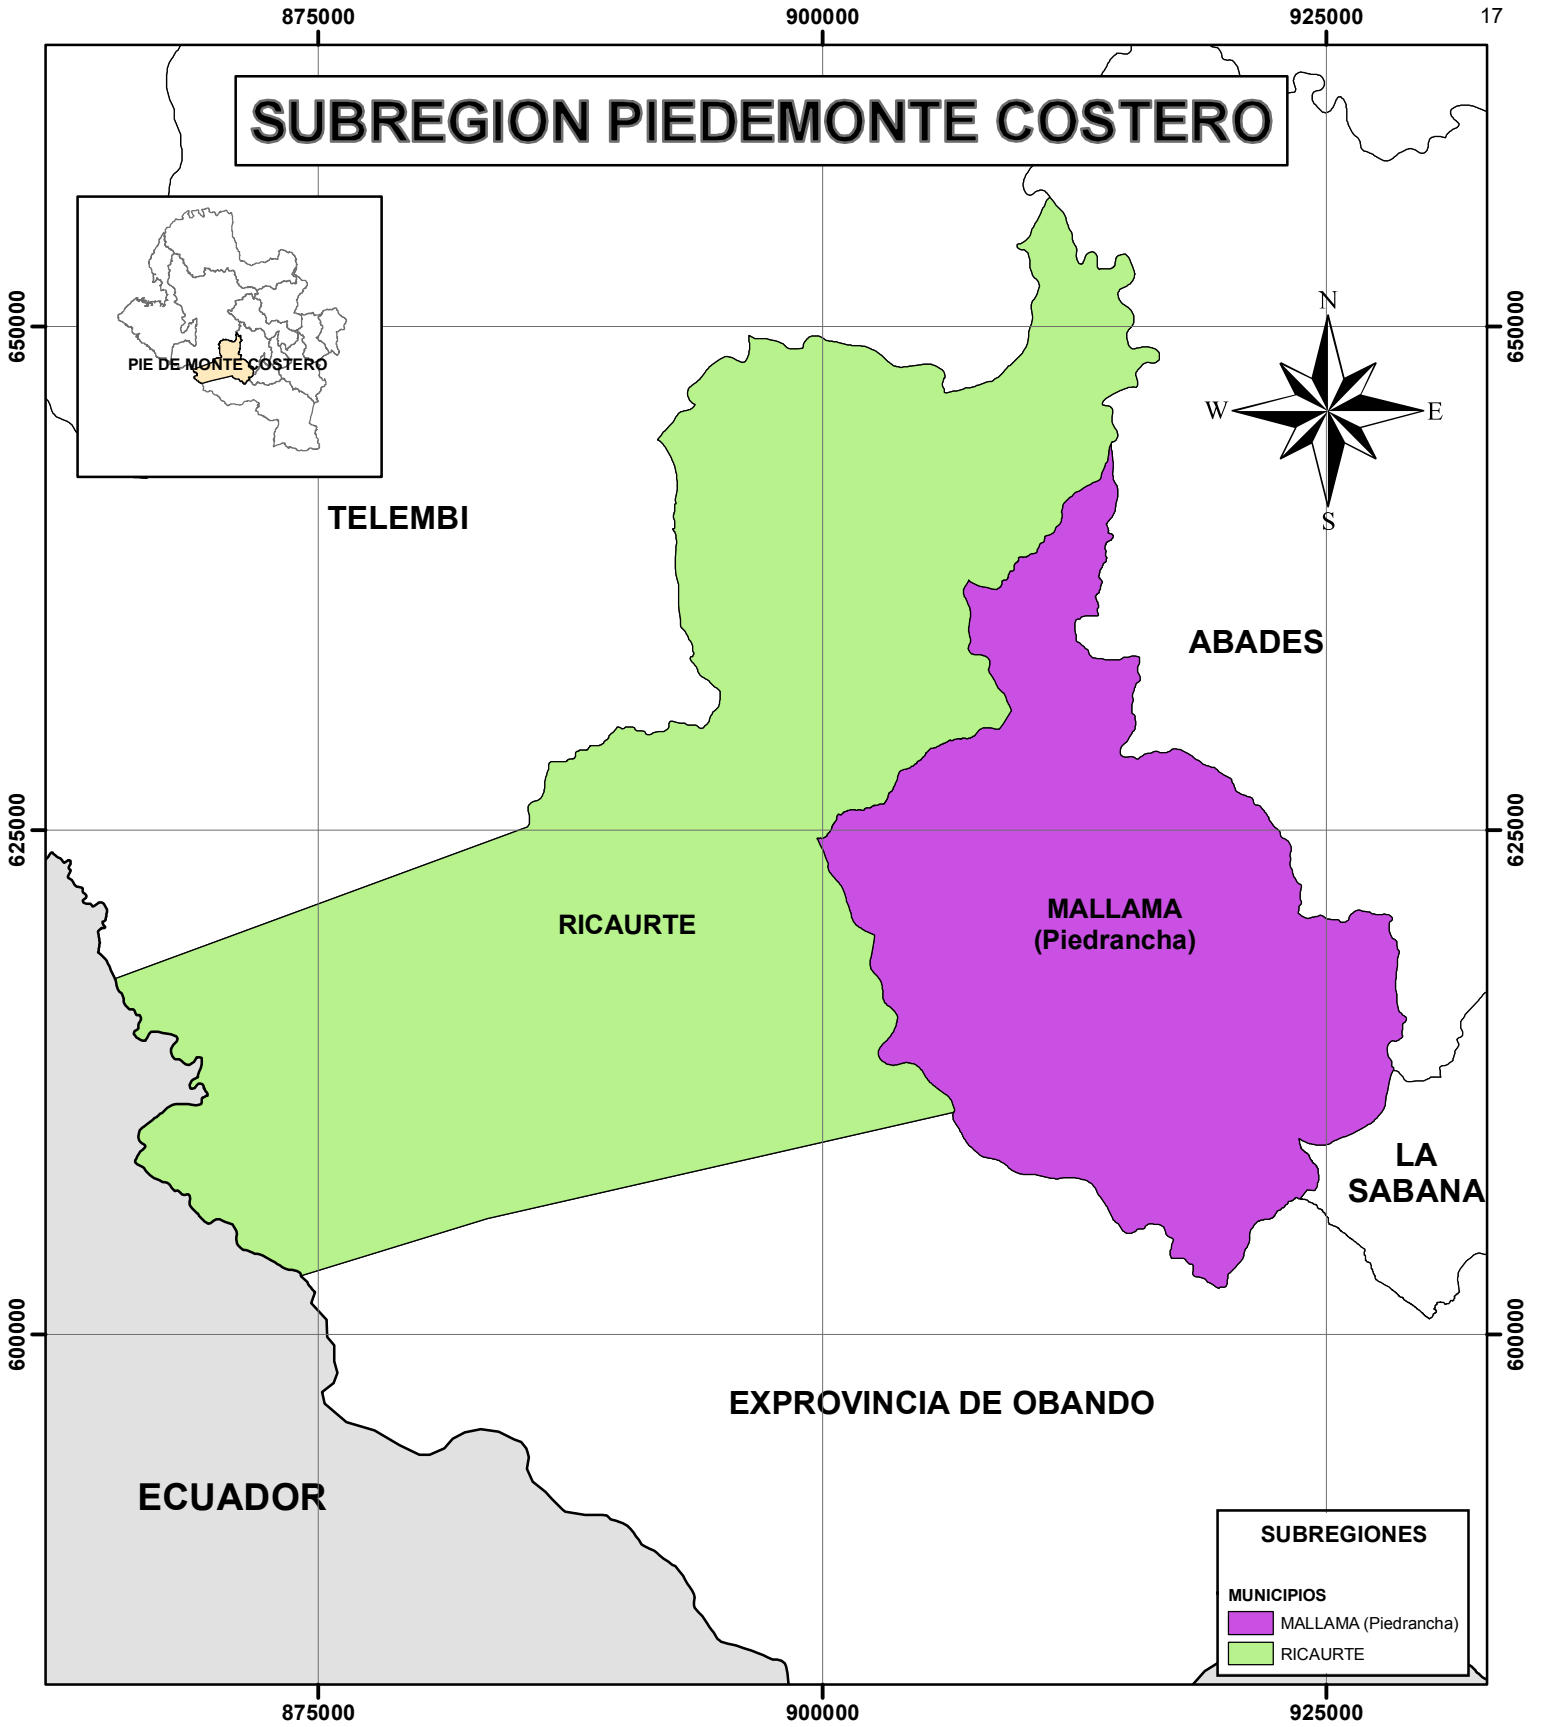 875000
900000
925000
17
SUBREGION PIEDEMONTE COSTERO
PIE DE MONTE COSTERO
650000
650000
N
W
E
S
TELEMBI
ABADES
625000
625000
RICAURTE
MALLAMA
(Piedrancha)
LA
SABANA
600000
600000
EXPROVINCIA DE OBANDO
ECUADOR
SUBREGIONES
MUNICIPIOS
MALLAMA (Piedrancha)
RICAURTE
875000
900000
925000